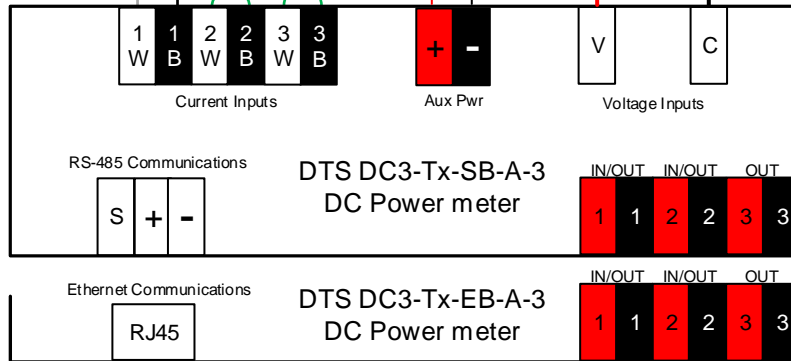 1 1 2 2 3 3
W B W B W B
+ -
V
C
Current Inputs
Aux Pwr
Voltage Inputs
RS-485 Communications
S + -
DTS DC3-Tx-SB-A-3
DC Power meter
IN/OUT IN/OUT OUT
1 1 2 2 3 3
Ethernet Communications
RJ45
DTS DC3-Tx-EB-A-3
DC Power meter
IN/OUT IN/OUT OUT
1 1 2 2 3 3